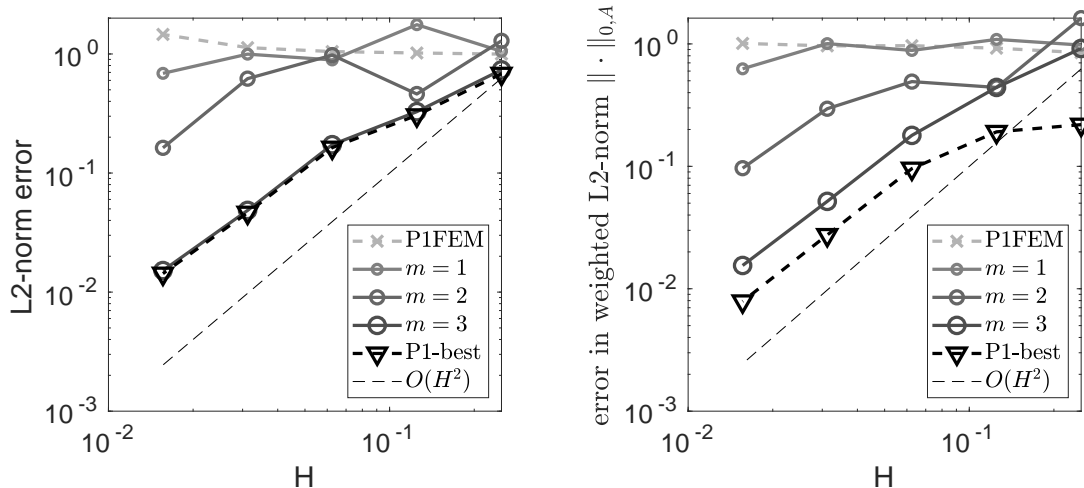 10^0
10^{-1}
10^{-2}
10^{-3}
10^{-2}
10^{-1}
H
L2-norm error
P1FEM
m = 1
m = 2
m = 3
P1-best
O(H^2)
10^0
10^{-1}
10^{-2}
10^{-3}
10^{-2}
10^{-1}
H
error in weighted L2-norm ‖ · ‖_{0,A}
P1FEM
m = 1
m = 2
m = 3
P1-best
O(H^2)